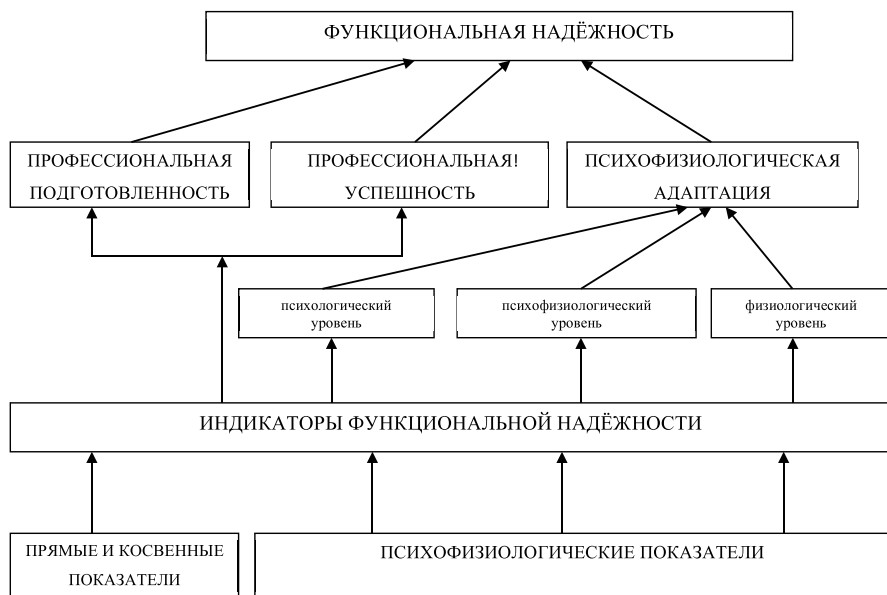 ФУНКЦИОНАЛЬНАЯ НАДЁЖНОСТЬ
ПРОФЕССИОНАЛЬНАЯ
ПОДГОТОВЛЕННОСТЬ
ПРОФЕССИОНАЛЬНАЯ!
УСПЕШНОСТЬ
ПСИХОФИЗИОЛОГИЧЕСКАЯ
АДАПТАЦИЯ
психологический
уровень
психофизиологический
уровень
физиологический
уровень
ИНДИКАТОРЫ ФУНКЦИОНАЛЬНОЙ НАДЁЖНОСТИ
ПРЯМЫЕ И КОСВЕННЫЕ
ПОКАЗАТЕЛИ
ПСИХОФИЗИОЛОГИЧЕСКИЕ ПОКАЗАТЕЛИ